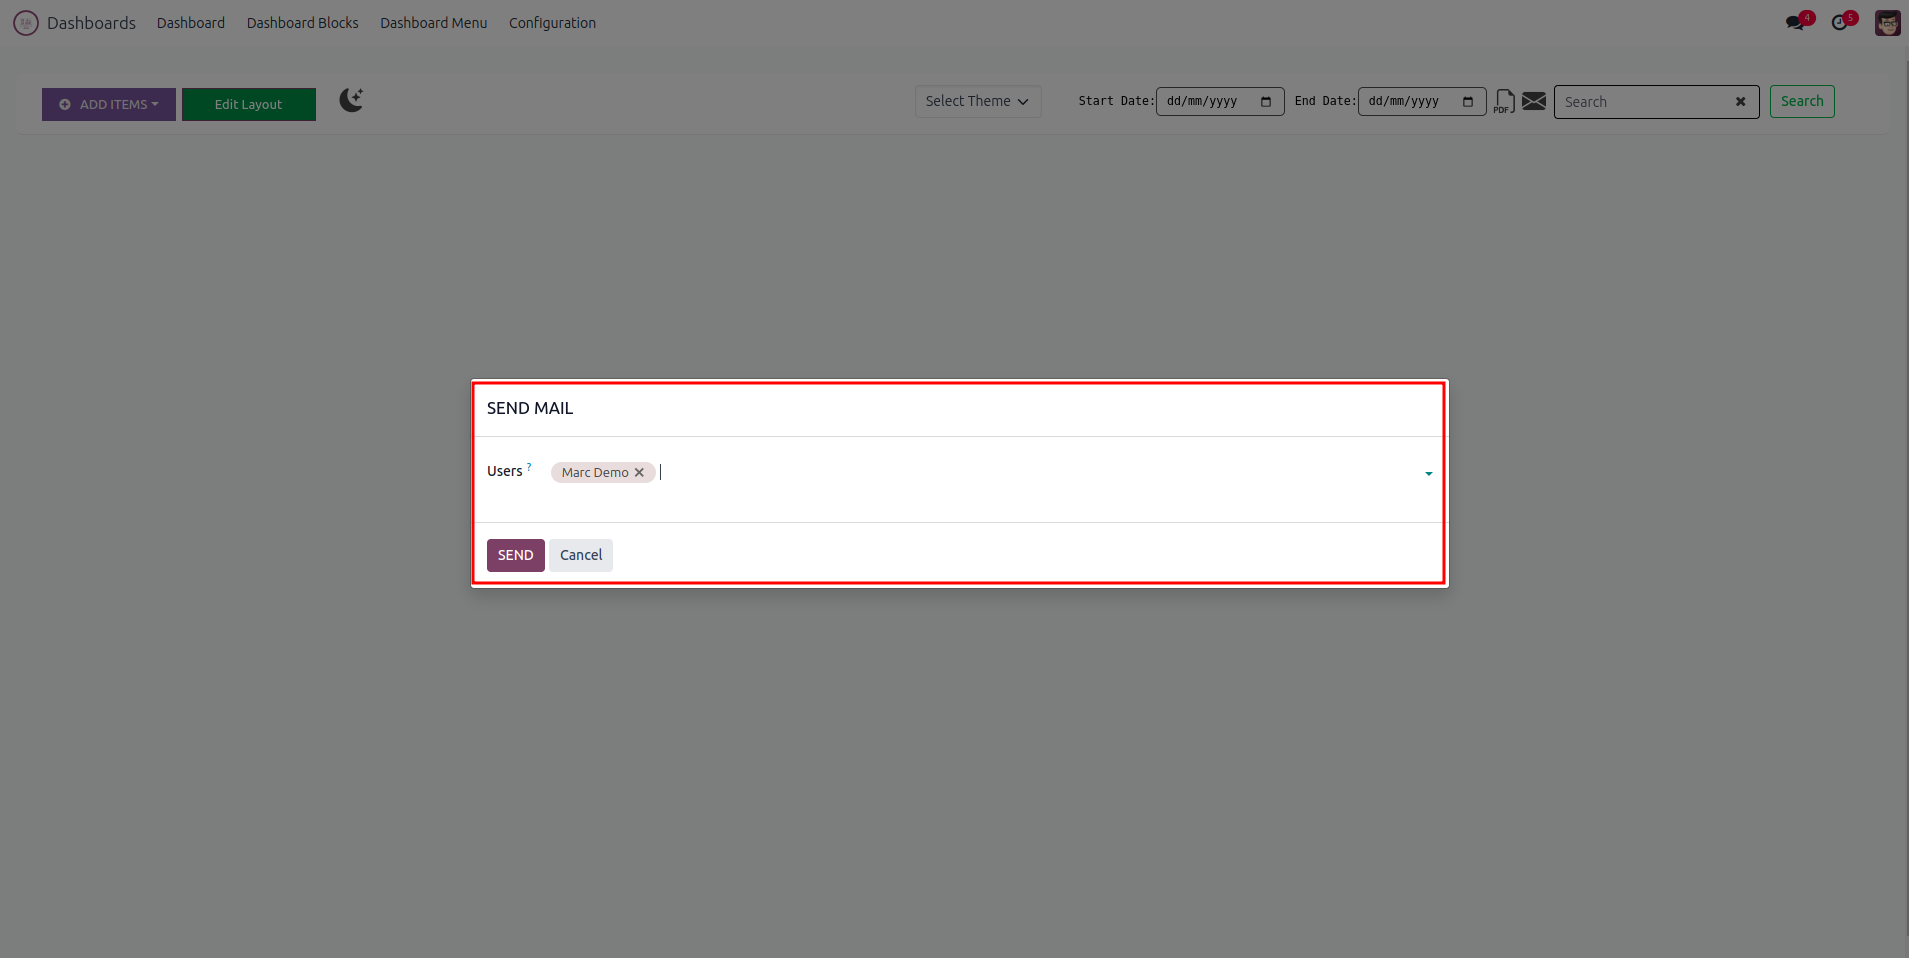 Dashboards Dashboard Dashboard Blocks Dashboard Menu Configuration 4 5
ADD ITEMS Edit Layout Select Theme Start Date: dd/mm/yyyy End Date: dd/mm/yyyy PDF Search Search
SEND MAIL
Users ? Marc Demo
SEND Cancel